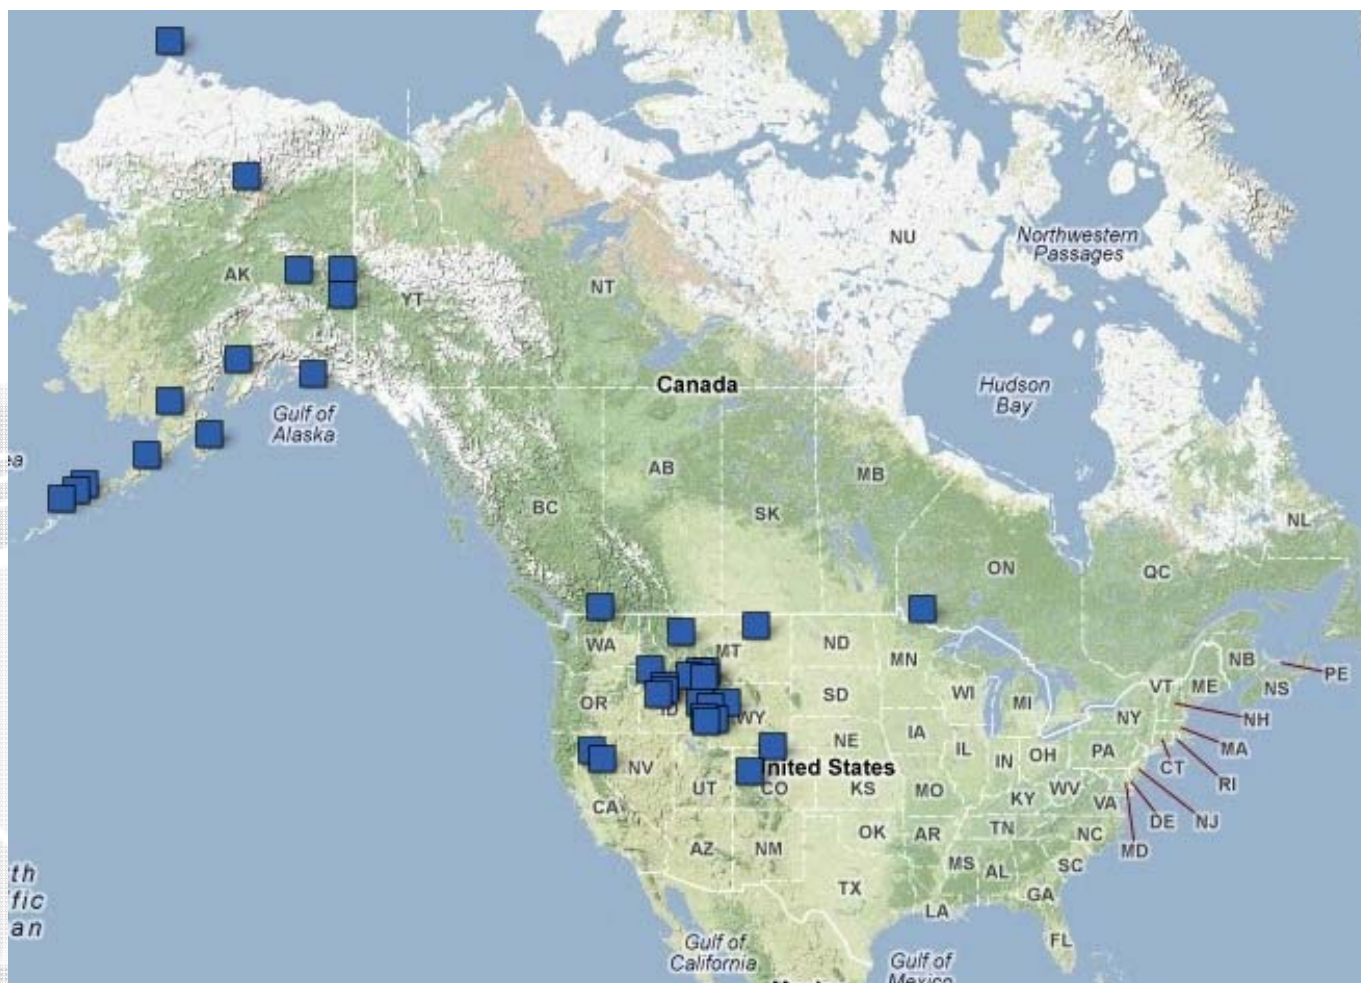 NU
Northwestern
Passages
AK
YT
NT
Canada
Hudson
Bay
Gulf of
Alaska
ea
AB
MB
BC
SK
NL
ON
QC
WA
MT
ND
MN
NB
PE
VT
ME
NS
OR
ID
WY
SD
WI
MI
NY
NH
IA
NE
MA
IL
IN
OH
PA
CT
RI
NV
United States
UT
CO
KS
MO
KY
WV
VA
CA
DE
NJ
OK
AR
TN
NC
MD
AZ
NM
MS
AL
SC
TX
GA
LA
th
fic
an
FL
Gulf of
California
Gulf of
Mexico